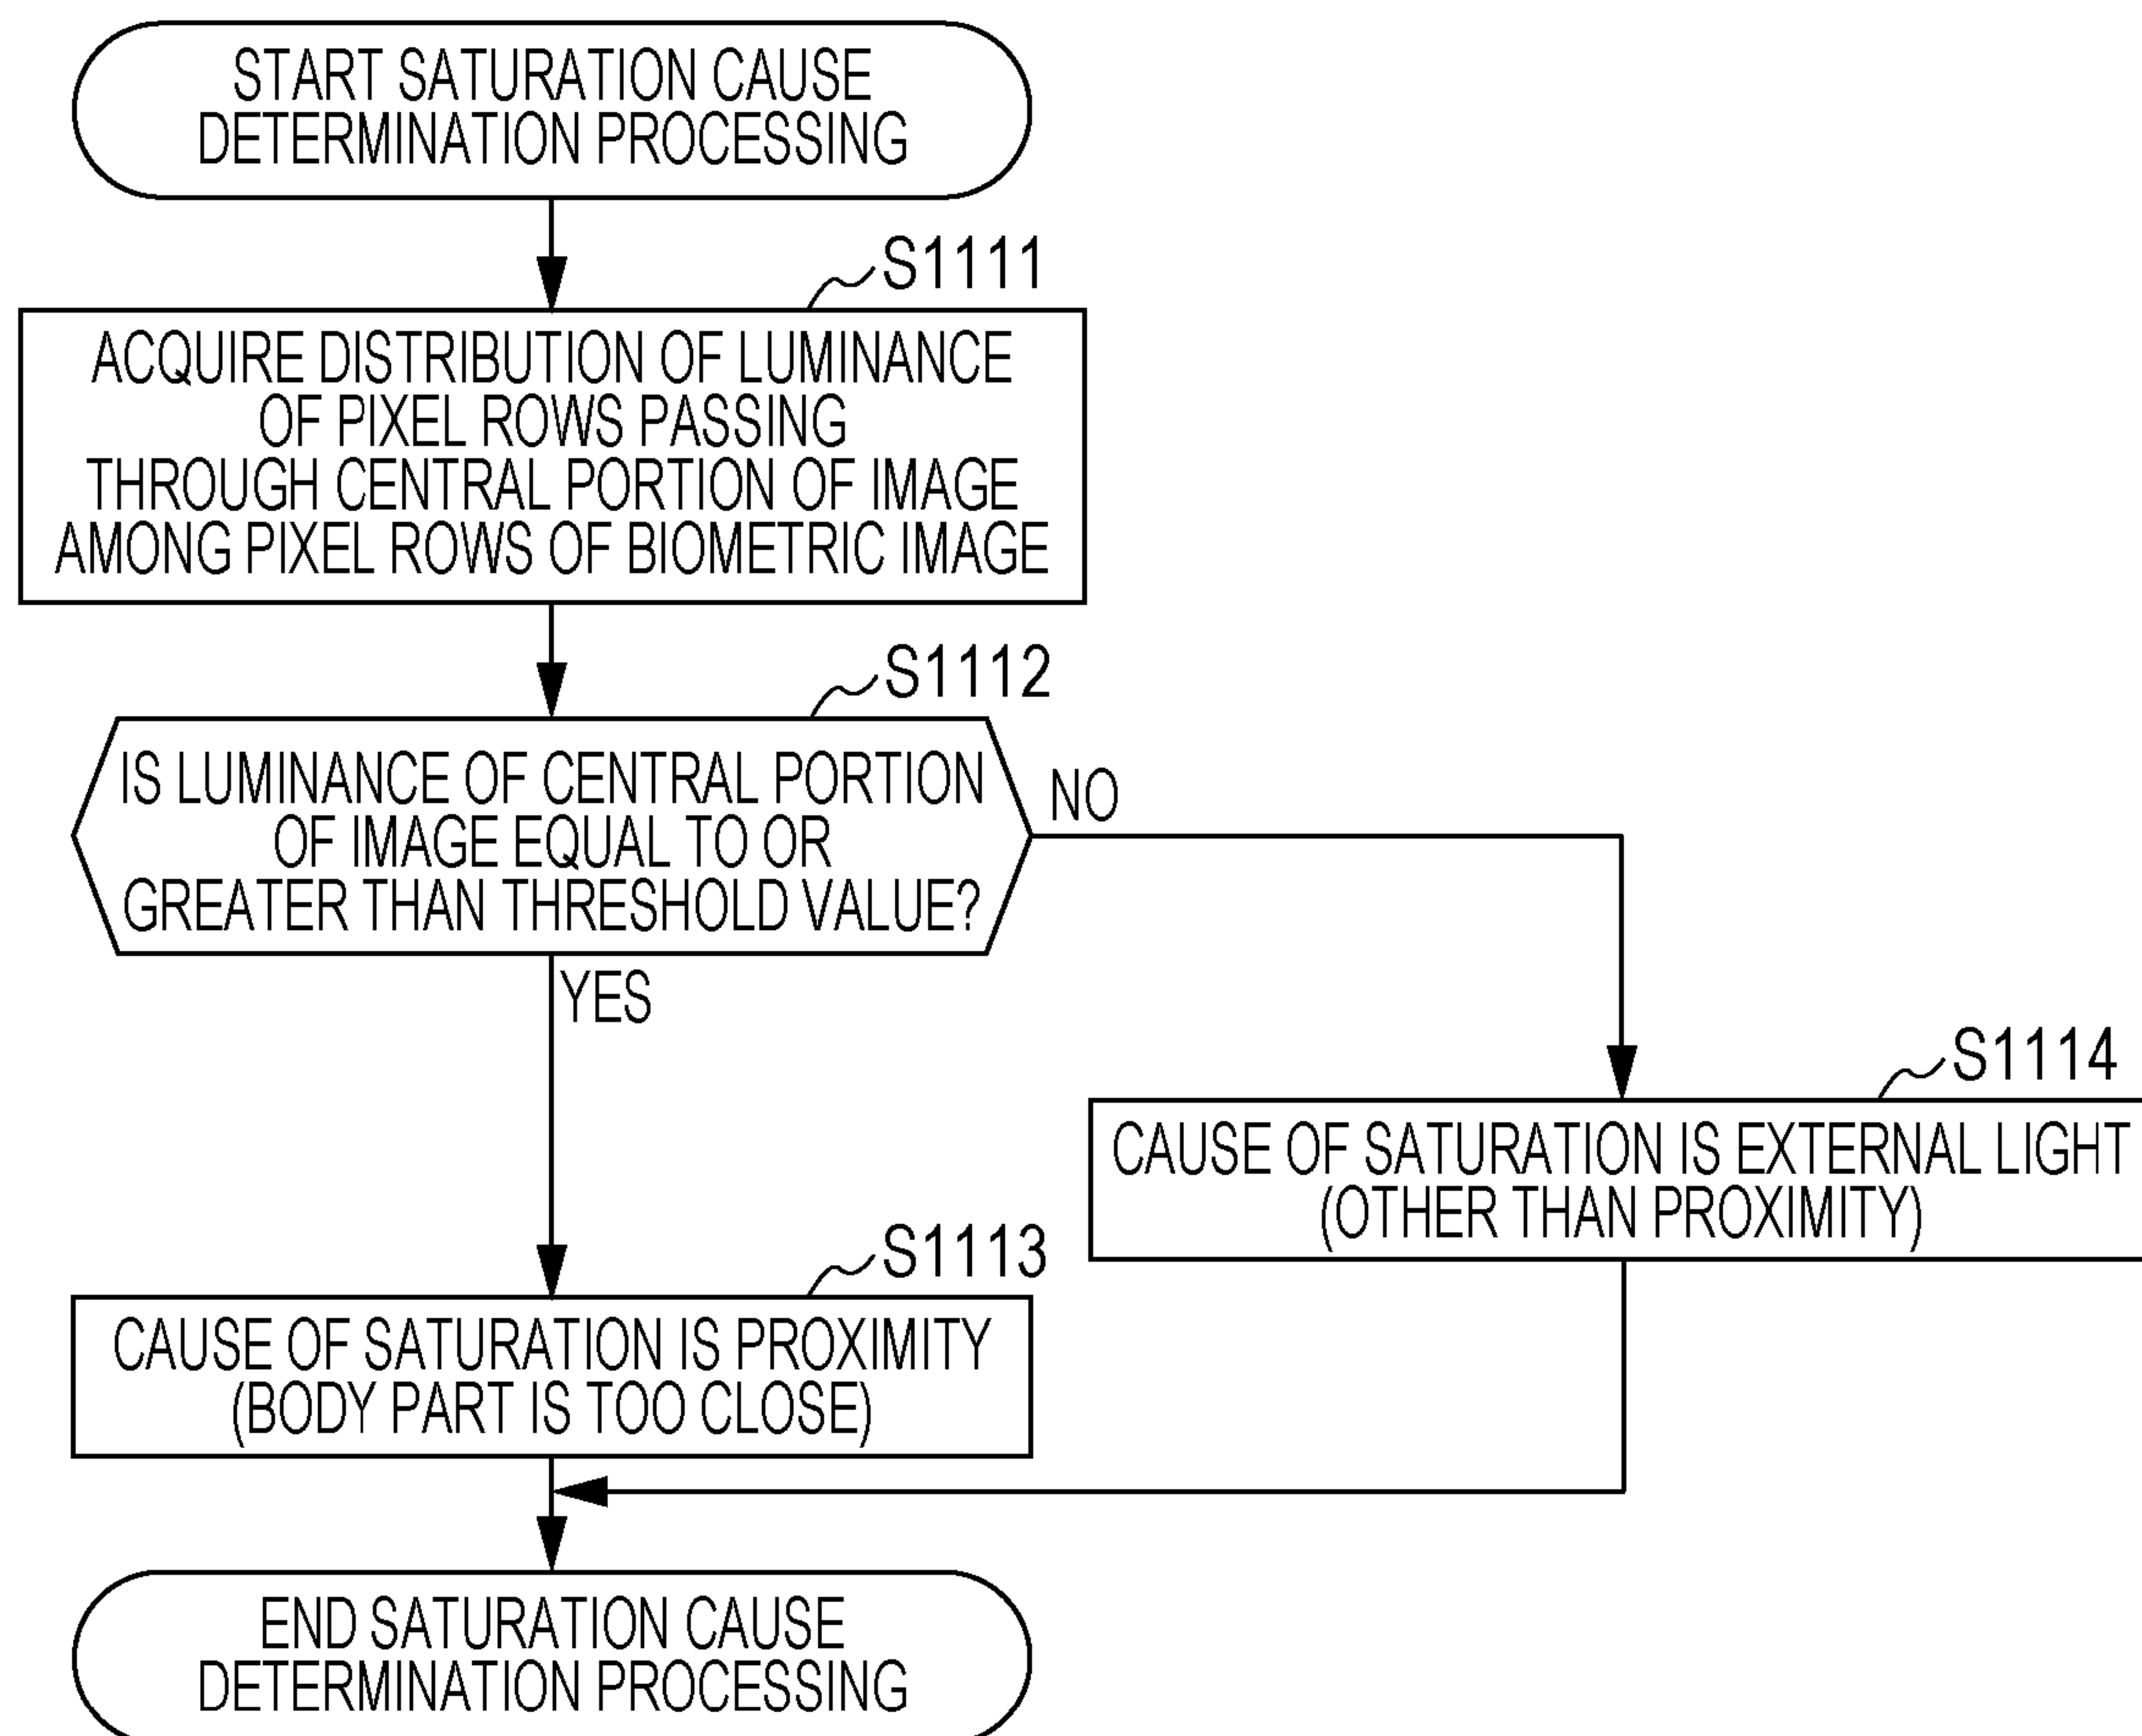 START SATURATION CAUSE
DETERMINATION PROCESSING
S1111
ACQUIRE DISTRIBUTION OF LUMINANCE
OF PIXEL ROWS PASSING
THROUGH CENTRAL PORTION OF IMAGE
AMONG PIXEL ROWS OF BIOMETRIC IMAGE
S1112
IS LUMINANCE OF CENTRAL PORTION
OF IMAGE EQUAL TO OR
GREATER THAN THRESHOLD VALUE?
NO
YES
S1114
CAUSE OF SATURATION IS EXTERNAL LIGHT
(OTHER THAN PROXIMITY)
S1113
CAUSE OF SATURATION IS PROXIMITY
(BODY PART IS TOO CLOSE)
END SATURATION CAUSE
DETERMINATION PROCESSING